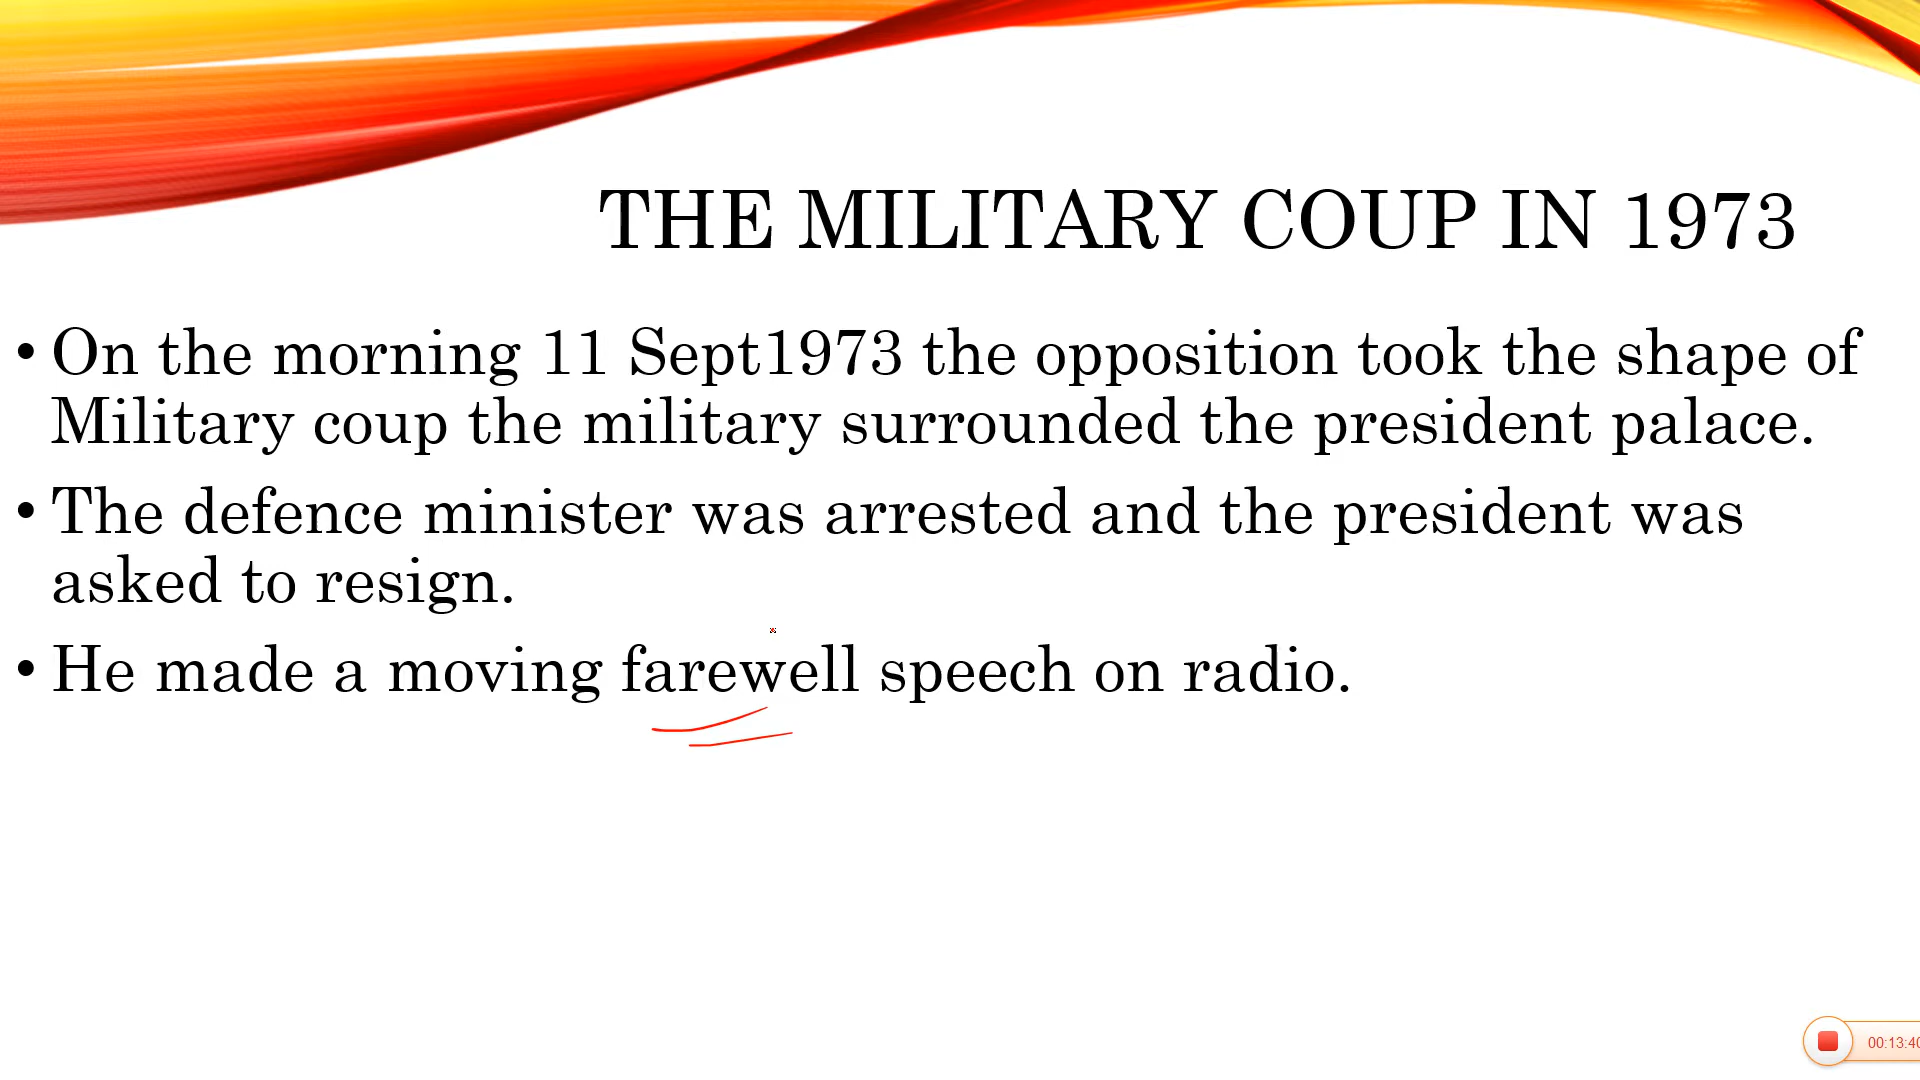 THE MILITARY COUP IN 1973
• On the morning 11 Sept1973 the opposition took the shape of
Military coup the military surrounded the president palace.
• The defence minister was arrested and the president was
asked to resign.
• He made a moving farewell speech on radio.
00:13:40